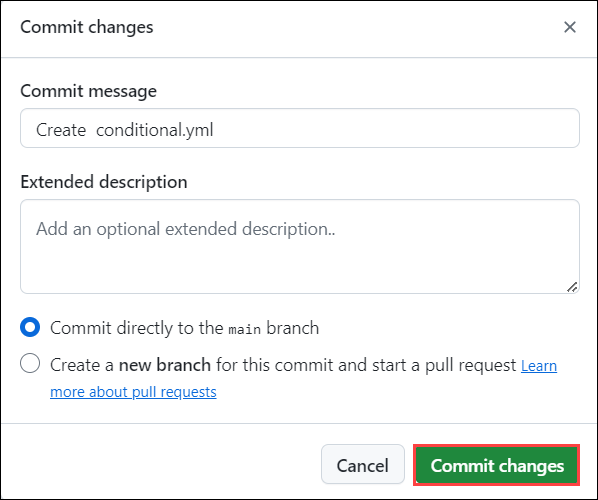 Commit changes
Commit message
Create  conditional.yml
Extended description
Add an optional extended description..
Commit directly to the main branch
Create a new branch for this commit and start a pull request Learn
more about pull requests
Cancel
Commit changes